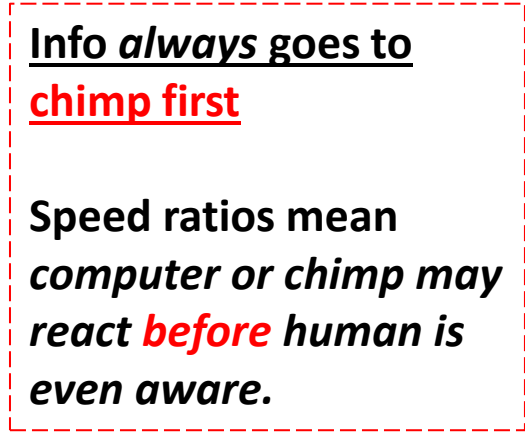 Info always goes to
chimp first
Speed ratios mean
computer or chimp may
react before human is
even aware.